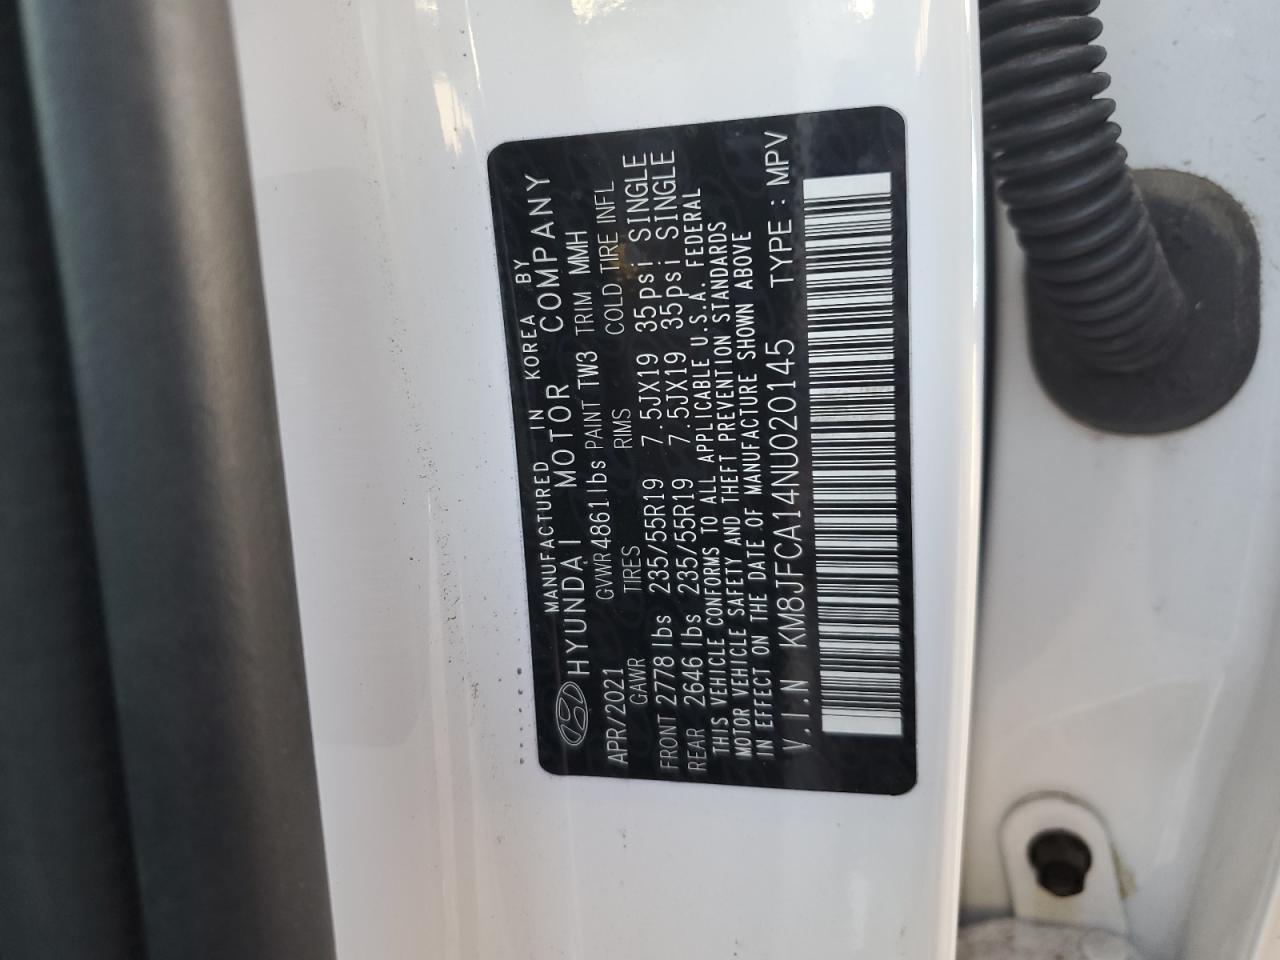 MANUFACTURED IN KOREA BY
HYUNDAI MOTOR COMPANY
APR/2021 GVWR 4861lbs PAINT TW3 TRIM MMH
GAWR TIRES RIMS COLD TIRE INFL
FRONT 2778 lbs 235/55R19 7.5JX19 35psi SINGLE
REAR 2646 lbs 235/55R19 7.5JX19 35psi SINGLE
THIS VEHICLE CONFORMS TO ALL APPLICABLE U.S.A. FEDERAL
MOTOR VEHICLE SAFETY AND THEFT PREVENTION STANDARDS
IN EFFECT ON THE DATE OF MANUFACTURE SHOWN ABOVE
V.I.N KM8JFCA14NU020145 TYPE : MPV